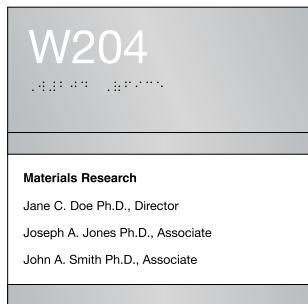 W204
Materials Research
Jane C. Doe Ph.D., Director
Joseph A. Jones Ph.D., Associate
John A. Smith Ph.D., Associate